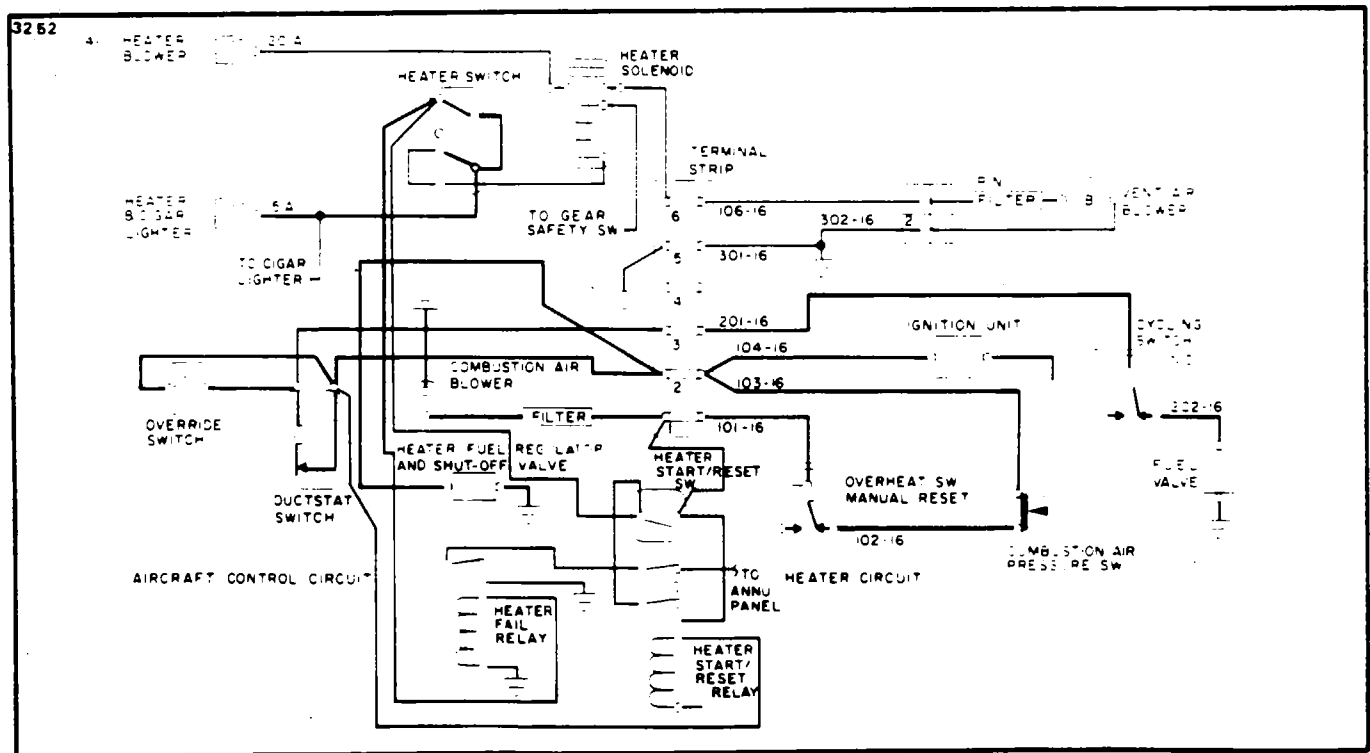 3262
HEATER
BLOWER
20 A
HEATER SWITCH
HEATER
SOLENOID
TERMINAL
STRIP
HEATER
LIGHTER
5 A
TO CIGAR
LIGHTER
TO GEAR
SAFETY SW
6
106-16
FILTER
B
VENT AIR
BLOWER
302-16
2
5
301-16
4
201-16
3
IGNITION UNIT
CYCLING
SWITCH
104-16
2
103-16
COMBUSTION AIR
BLOWER
OVERRIDE
SWITCH
FILTER
101-16
202-16
HEATER FUEL REGULATOR
AND SHUT-OFF VALVE
HEATER
START/RESET
SW
OVERHEAT SW
MANUAL RESET
FUEL
VALVE
DUCTSTAT
SWITCH
102-16
COMBUSTION AIR
PRESSURE SW
AIRCRAFT CONTROL CIRCUIT
TO
ANNU
PANEL
HEATER CIRCUIT
HEATER
FAIL
RELAY
HEATER
START/
RESET
RELAY